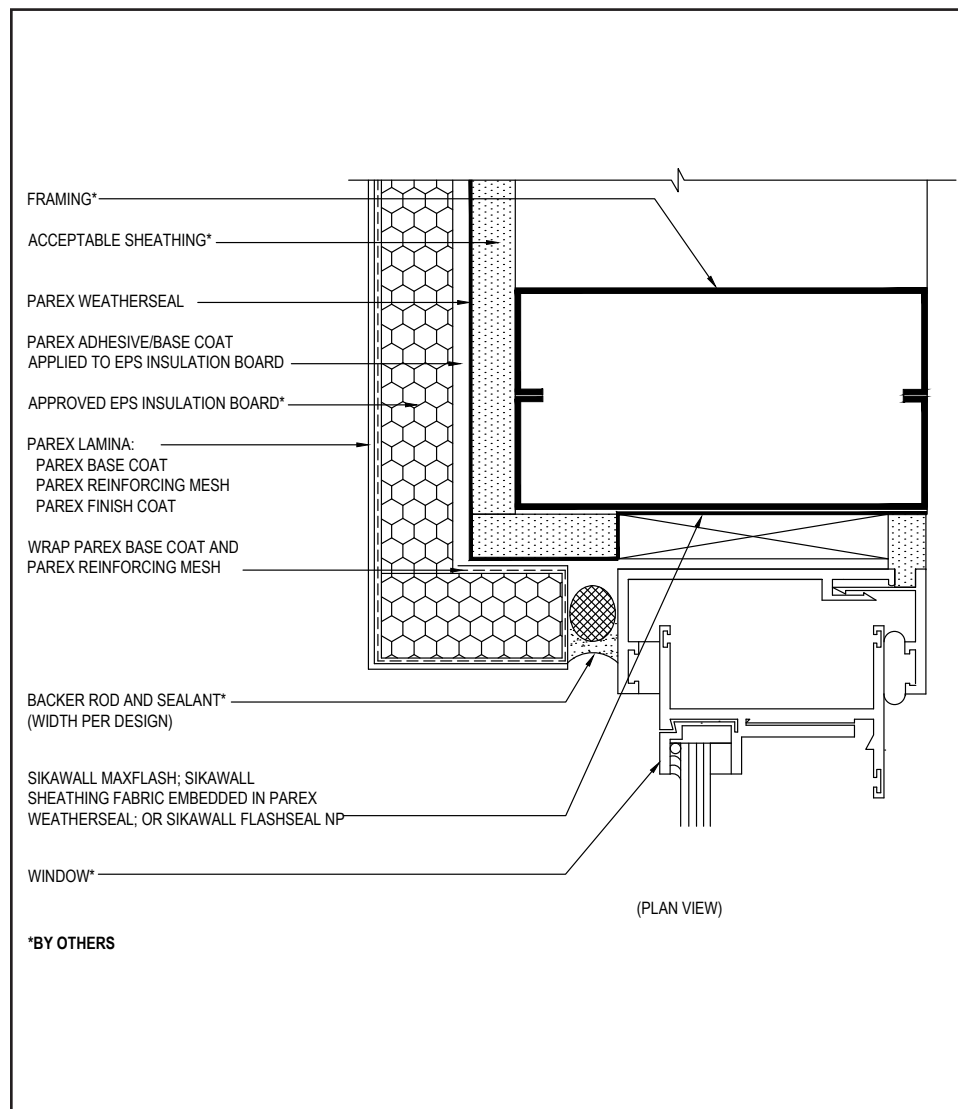 FRAMING*
ACCEPTABLE SHEATHING*
PAREX WEATHERSEAL
PAREX ADHESIVE/BASE COAT
APPLIED TO EPS INSULATION BOARD
APPROVED EPS INSULATION BOARD*
PAREX LAMINA:
PAREX BASE COAT
PAREX REINFORCING MESH
PAREX FINISH COAT
WRAP PAREX BASE COAT AND
PAREX REINFORCING MESH
BACKER ROD AND SEALANT*
(WIDTH PER DESIGN)
SIKAWALL MAXFLASH; SIKAWALL
SHEATHING FABRIC EMBEDDED IN PAREX
WEATHERSEAL; OR SIKAWALL FLASHSEAL NP
WINDOW*
(PLAN VIEW)
*BY OTHERS